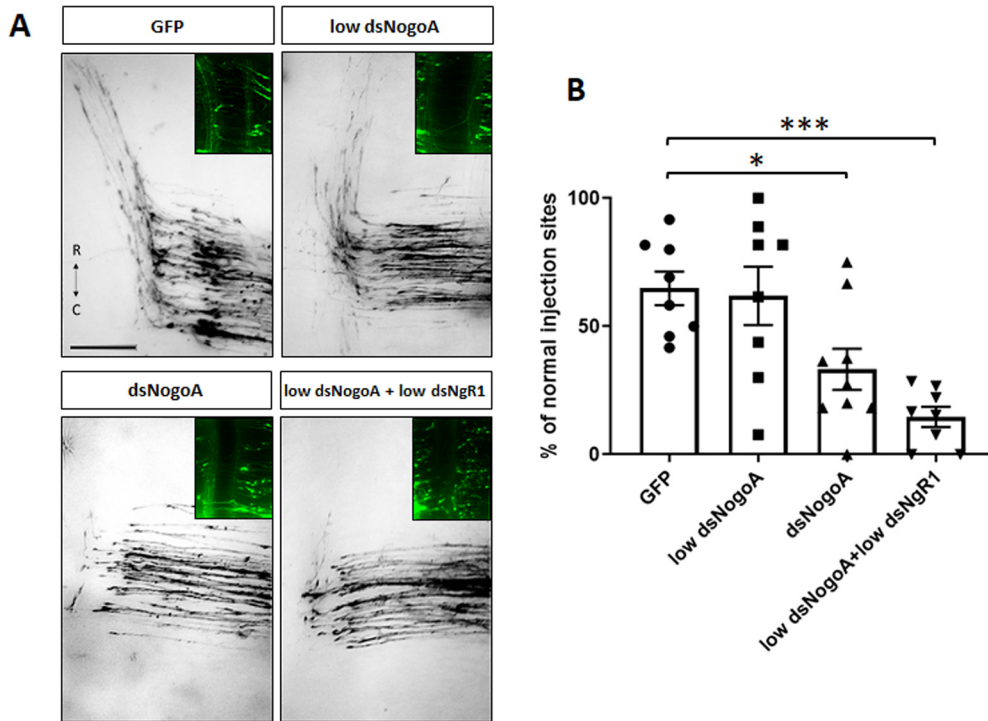 A
GFP
low dsNogoA
R
C
dsNogoA
low dsNogoA + low dsNgR1
B
***
*
% of normal injection sites
100
50
0
GFP
low dsNogoA
dsNogoA
low dsNogoA+low dsNgR1